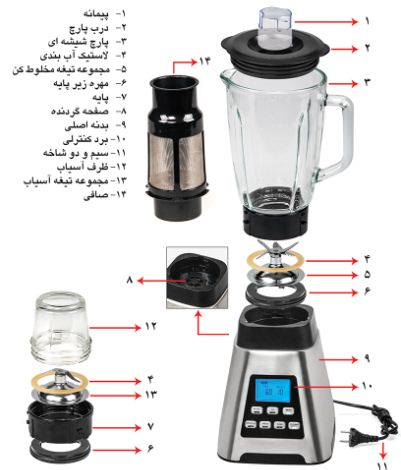 ۱- پیمانه
۲- درب پارچ
۳- پارچ شیشه ای
۴- لاستیک آب بندی
۵- مجموعه تیغه مخلوط کن
۶- مهره زیر پایه
۷- پایه
۸- صفحه گردنده
۹- بدنه اصلی
۱۰- برد کنترلی
۱۱- سیم و دو شاخه
۱۲- ظرف آسیاب
۱۳- مجموعه تیغه آسیاب
۱۴- صافی
۱۴
۱
۲
۳
۴
۵
۶
۸
۹
۱۰
۱۱
۱۲
۴
۱۳
۷
۶